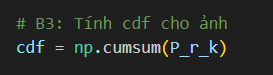 # B3: Tính cdf cho ảnh
cdf = np.cumsum(P_r_k)